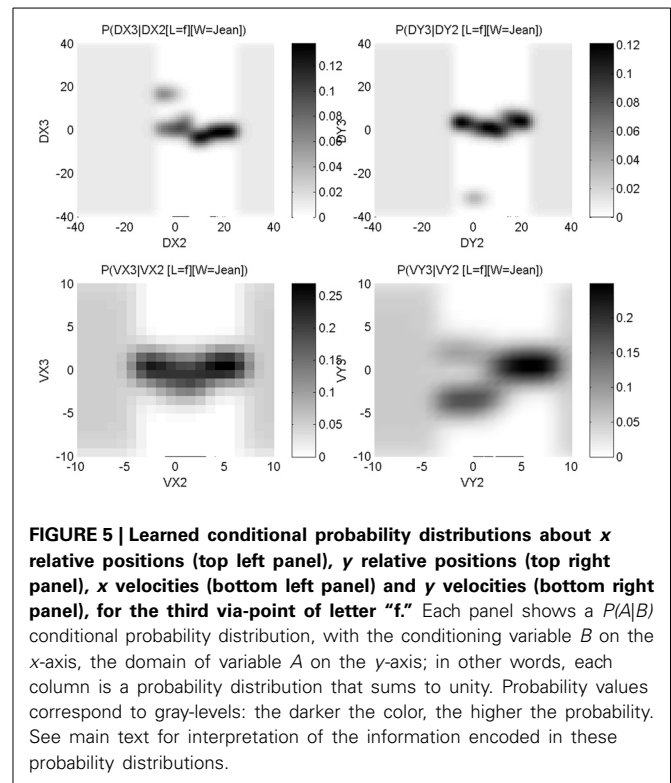 P(DX3|DX2[L=f][W=Jean])
40
20
0
-20
-40
-40 -20 0 20 40
DX3
DX2
0.12
0.1
0.08
0.06
0.04
0.02
0
P(DY3|DY2 [L=f][W=Jean])
40
20
0
-20
-40
-40 -20 0 20 40
DY3
DY2
0.12
0.1
0.08
0.06
0.04
0.02
0
P(VX3|VX2 [L=f][W=Jean])
10
5
0
-5
-10
-10 -5 0 5 10
VX3
VX2
0.25
0.2
0.15
0.1
0.05
0
P(VY3|VY2 [L=f][W=Jean])
10
5
0
-5
-10
-10 -5 0 5 10
VY3
VY2
0.2
0.15
0.1
0.05
0
FIGURE 5 | Learned conditional probability distributions about x
relative positions (top left panel), y relative positions (top right
panel), x velocities (bottom left panel) and y velocities (bottom right
panel), for the third via-point of letter “f.” Each panel shows a P(A|B)
conditional probability distribution, with the conditioning variable B on the
x-axis, the domain of variable A on the y-axis; in other words, each
column is a probability distribution that sums to unity. Probability values
correspond to gray-levels: the darker the color, the higher the probability.
See main text for interpretation of the information encoded in these
probability distributions.